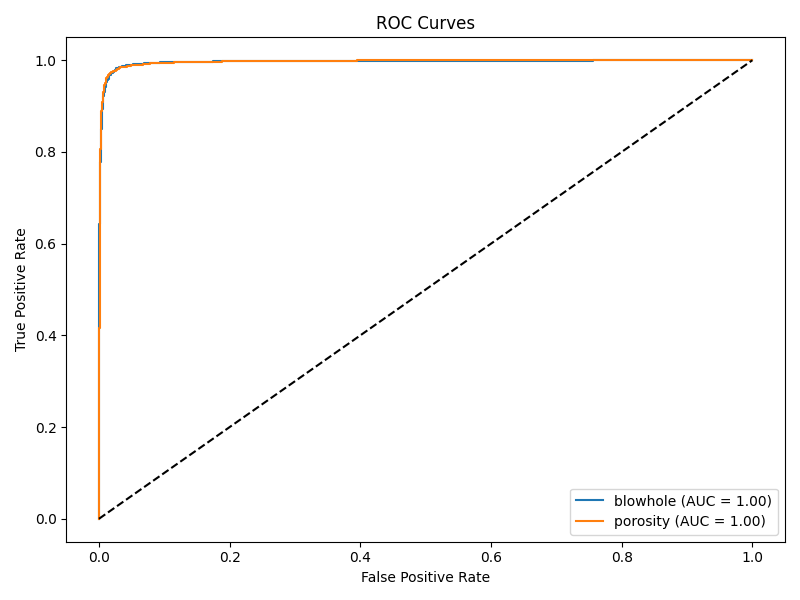 ROC Curves
True Positive Rate
1.0
0.8
0.6
0.4
0.2
0.0
0.0 0.2 0.4 0.6 0.8 1.0
False Positive Rate
blowhole (AUC = 1.00)
porosity (AUC = 1.00)